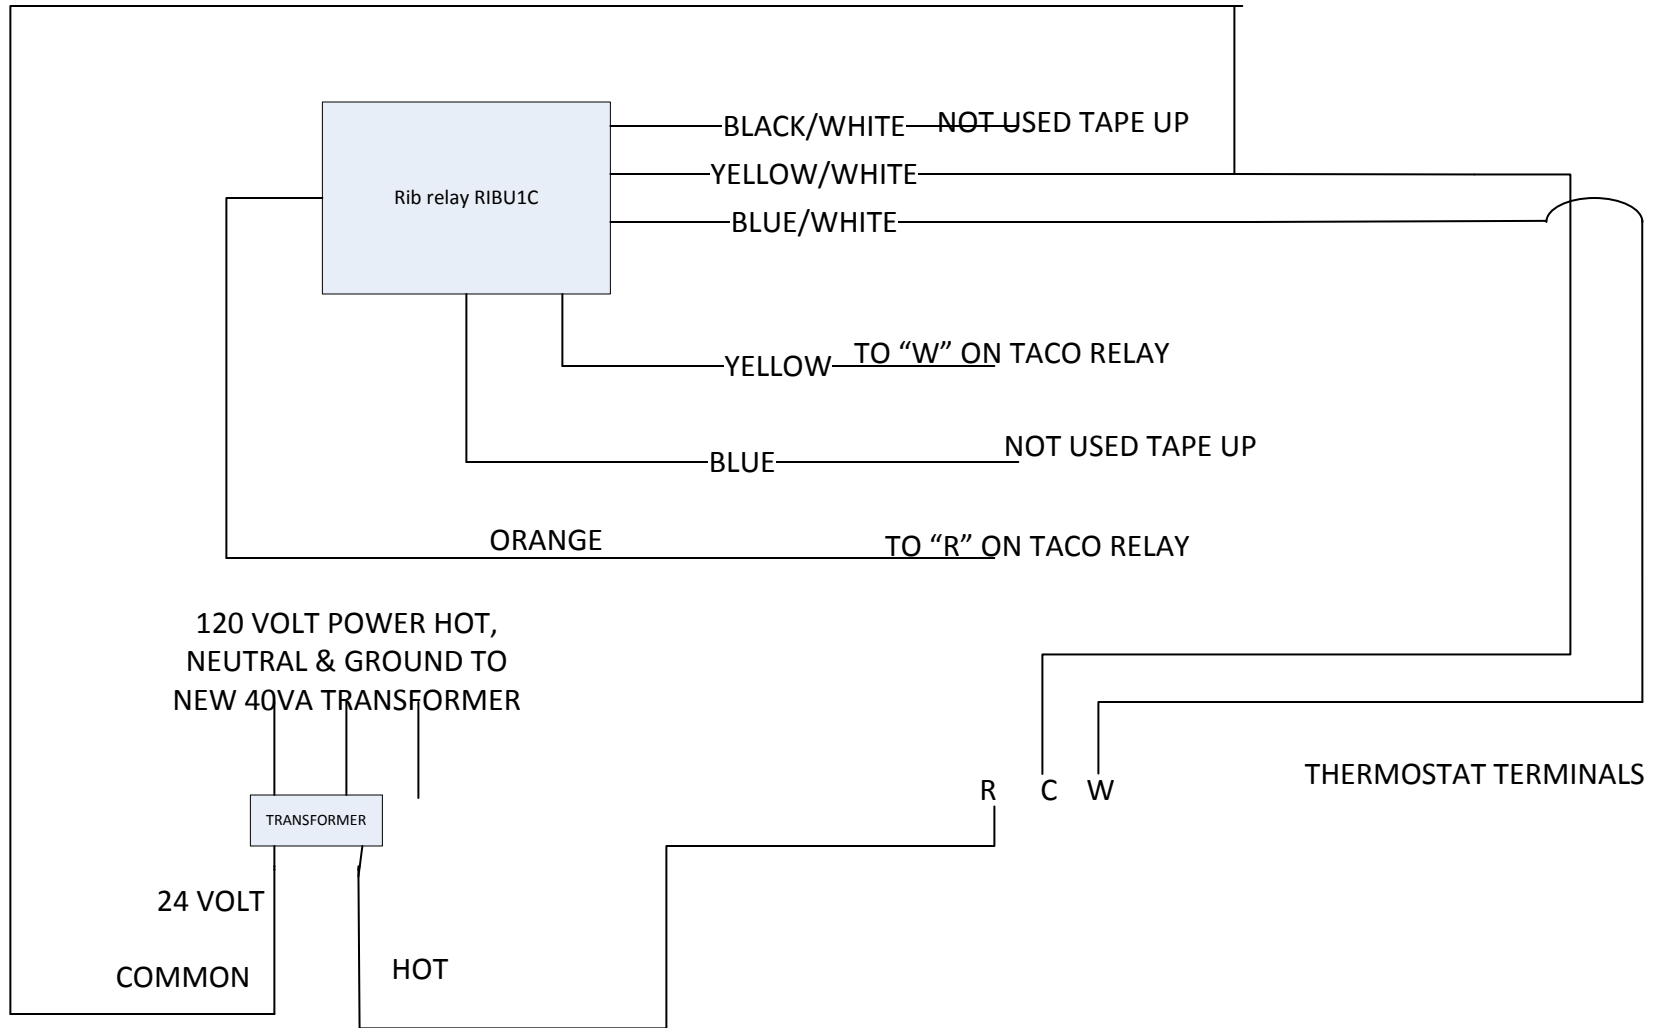 BLACK/WHITE NOT USED TAPE UP
YELLOW/WHITE
Rib relay RIBU1C
BLUE/WHITE
TO “W” ON TACO RELAY
YELLOW
NOT USED TAPE UP
BLUE
ORANGE
TO “R” ON TACO RELAY
120 VOLT POWER HOT,
NEUTRAL & GROUND TO
NEW 40VA TRANSFORMER
THERMOSTAT TERMINALS
R C W
TRANSFORMER
24 VOLT
HOT
COMMON